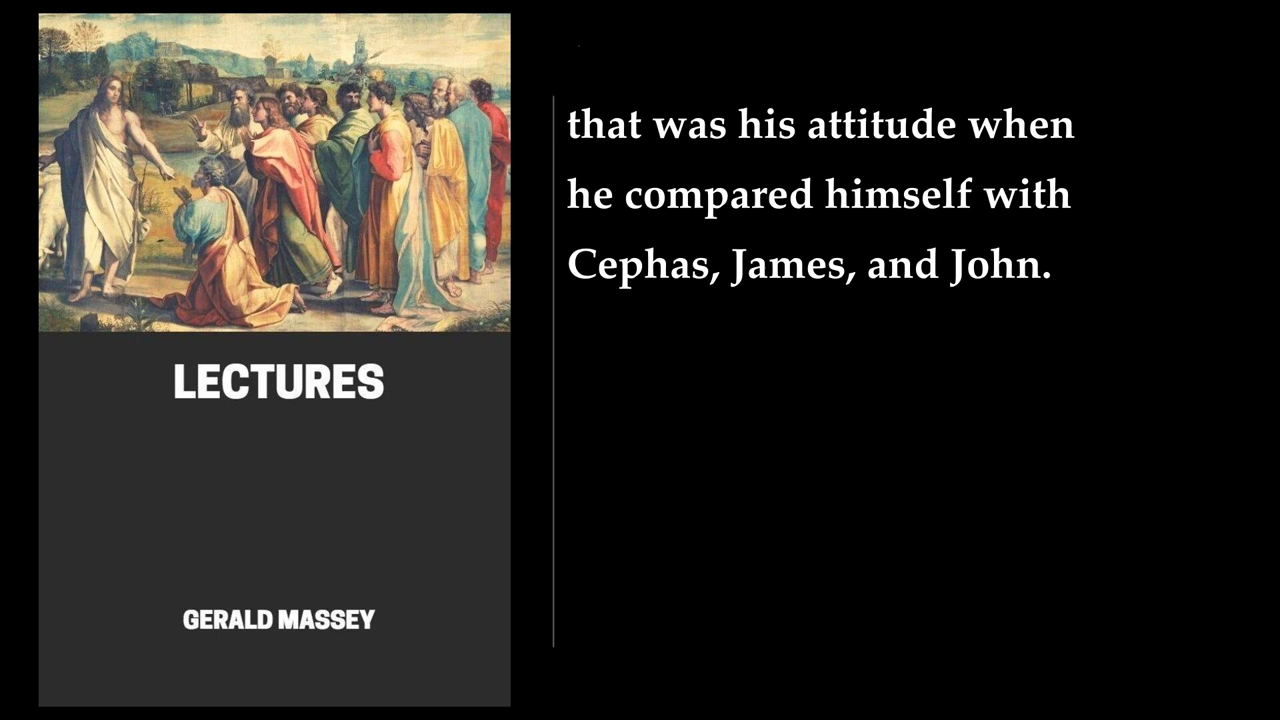 LECTURES
GERALD MASSEY
that was his attitude when
he compared himself with
Cephas, James, and John.